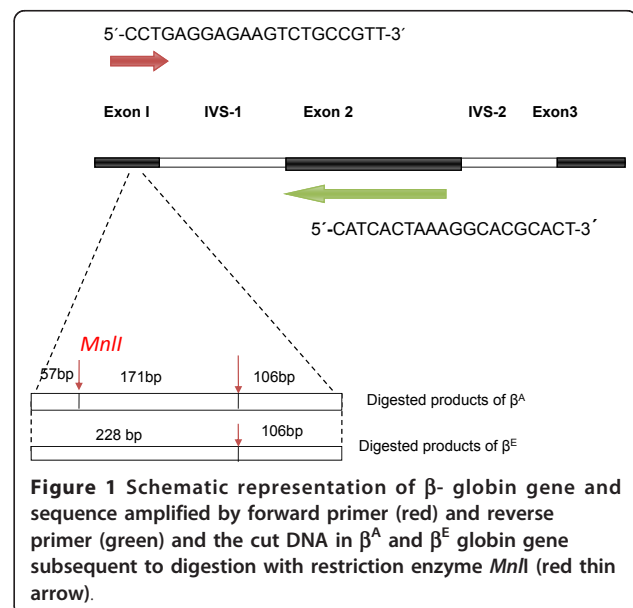 5´-CCTGAGGAGAAGTCTGCCGTT-3´
Exon I IVS-1 Exon 2 IVS-2 Exon3
5´-CATCACTAAAGGCACGCACT-3´
MnlI
57bp 171bp 106bp
Digested products of βᴬ
228 bp 106bp
Digested products of βᴱ
Figure 1 Schematic representation of β- globin gene and
sequence amplified by forward primer (red) and reverse
primer (green) and the cut DNA in βᴬ and βᴱ globin gene
subsequent to digestion with restriction enzyme MnlI (red thin
arrow).